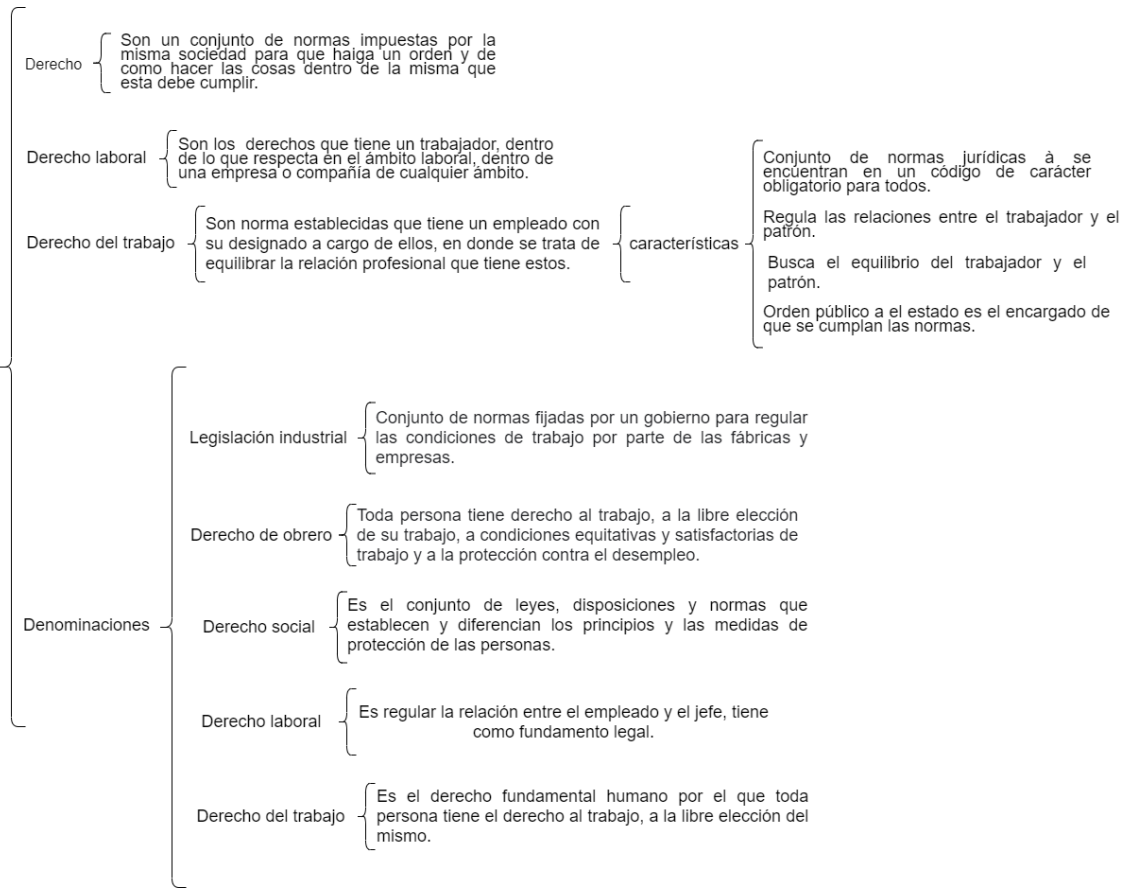 Derecho
Son un conjunto de normas impuestas por la
misma sociedad para que haiga un orden y de
como hacer las cosas dentro de la misma que
esta debe cumplir.
Derecho laboral
Son los derechos que tiene un trabajador, dentro
de lo que respecta en el ámbito laboral, dentro de
una empresa o compañía de cualquier ámbito.
Derecho del trabajo
Son norma establecidas que tiene un empleado con
su designado a cargo de ellos, en donde se trata de
equilibrar la relación profesional que tiene estos.
características
Conjunto de normas jurídicas à se
encuentran en un código de carácter
obligatorio para todos.
Regula las relaciones entre el trabajador y el
patrón.
Busca el equilibrio del trabajador y el
patrón.
Orden público a el estado es el encargado de
que se cumplan las normas.
Denominaciones
Legislación industrial
Conjunto de normas fijadas por un gobierno para regular
las condiciones de trabajo por parte de las fábricas y
empresas.
Derecho de obrero
Toda persona tiene derecho al trabajo, a la libre elección
de su trabajo, a condiciones equitativas y satisfactorias de
trabajo y a la protección contra el desempleo.
Derecho social
Es el conjunto de leyes, disposiciones y normas que
establecen y diferencian los principios y las medidas de
protección de las personas.
Derecho laboral
Es regular la relación entre el empleado y el jefe, tiene
como fundamento legal.
Derecho del trabajo
Es el derecho fundamental humano por el que toda
persona tiene el derecho al trabajo, a la libre elección del
mismo.